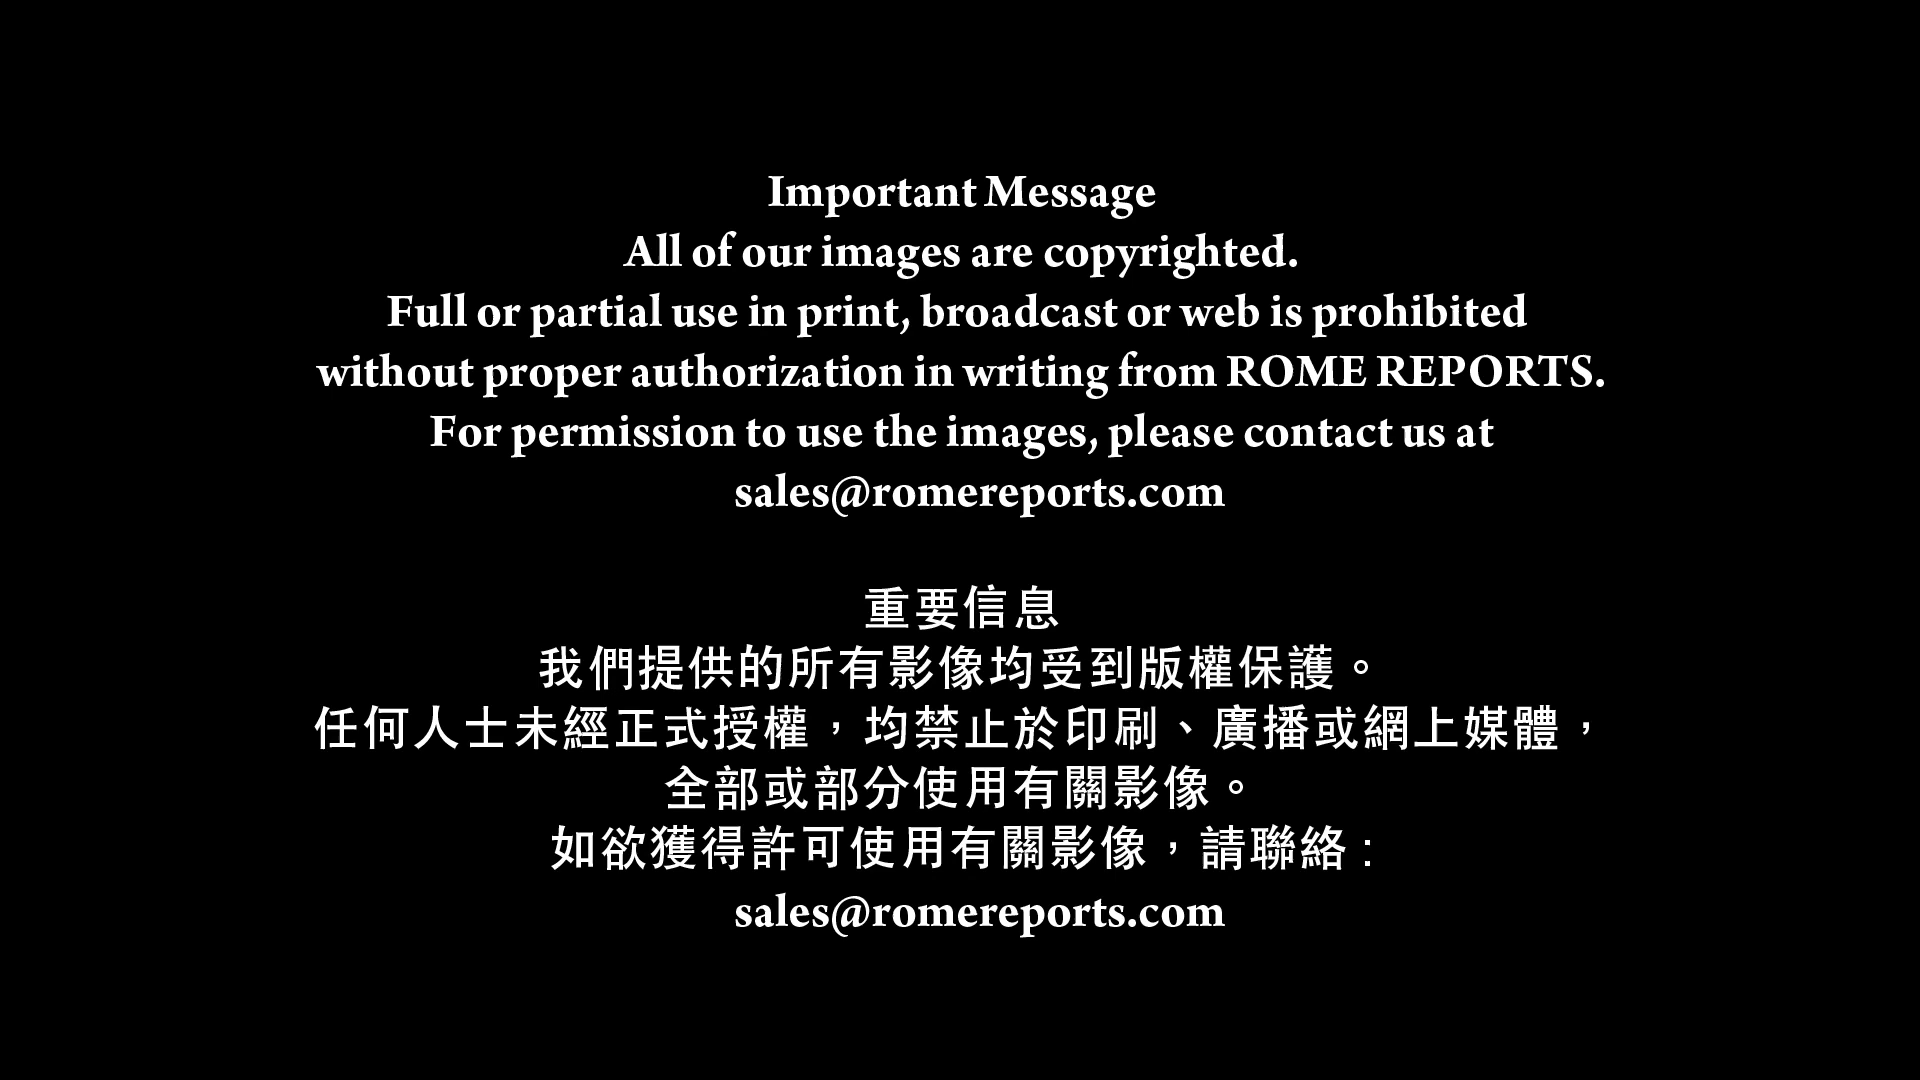 Important Message
All of our images are copyrighted.
Full or partial use in print, broadcast or web is prohibited
without proper authorization in writing from ROME REPORTS.
For permission to use the images, please contact us at
sales@romereports.com
重要信息
我們提供的所有影像均受到版權保護。
任何人士未經正式授權，均禁止於印刷、廣播或網上媒體，
全部或部分使用有關影像。
如欲獲得許可使用有關影像，請聯絡：
sales@romereports.com